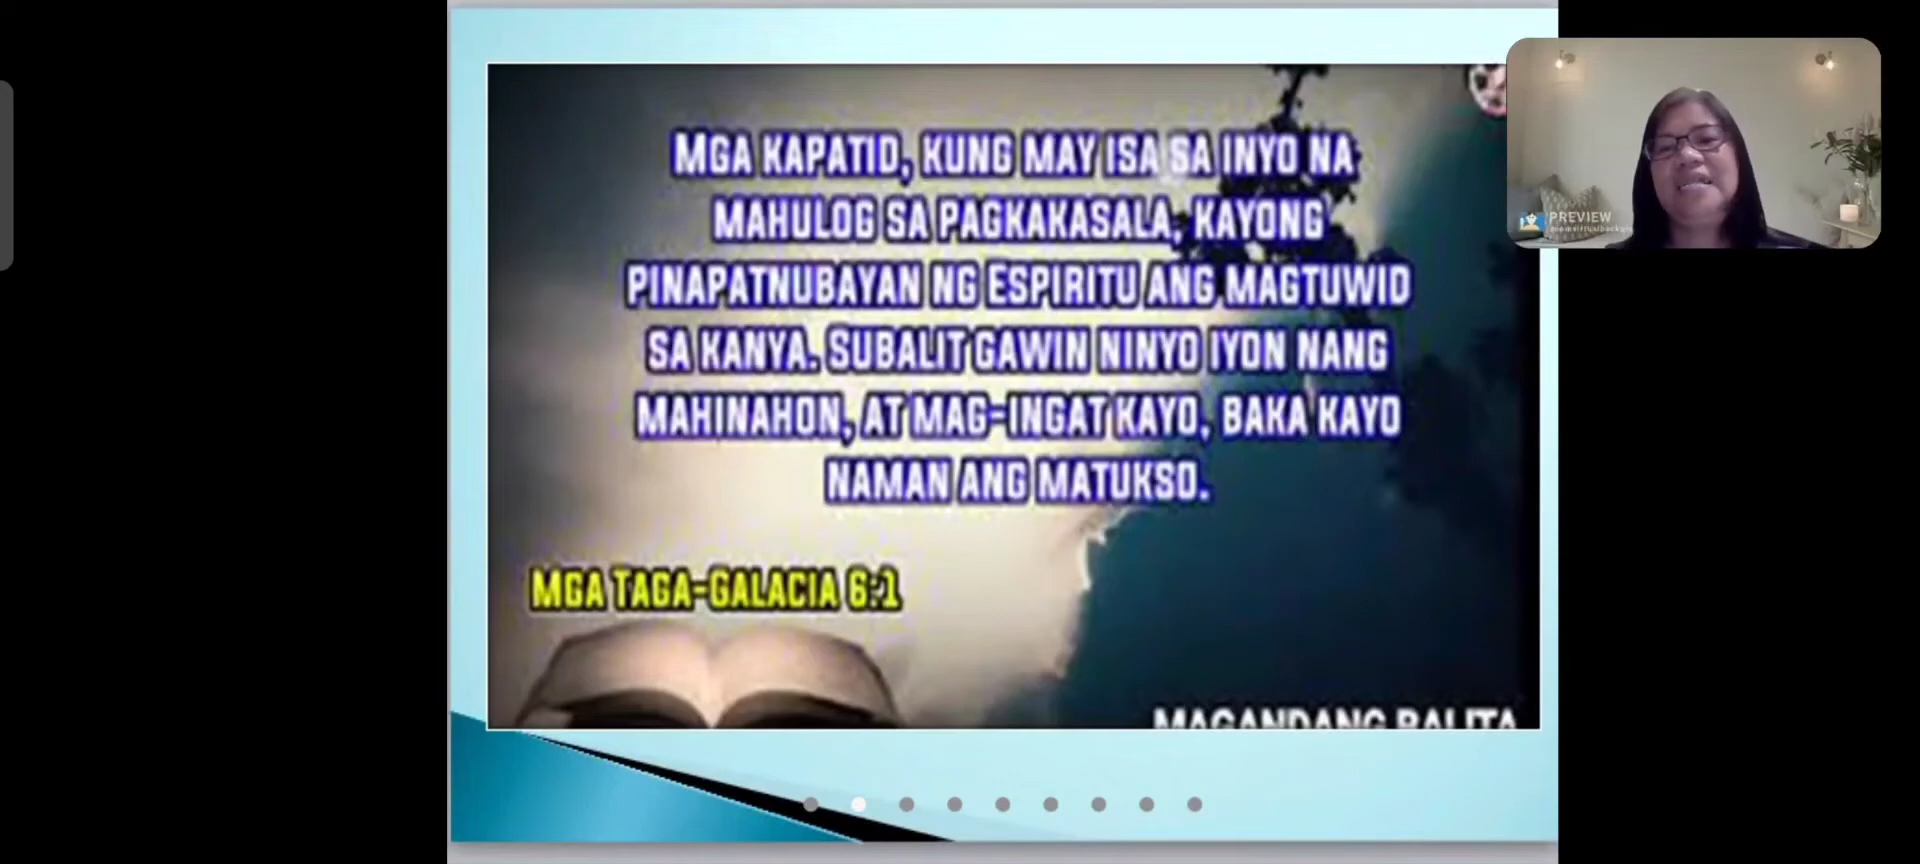 MGA KAPATID, KUNG MAY ISA SA INYO NA
MAHULOG SA PAGKAKASALA, KAYONG
PINAPATNUBAYAN NG ESPIRITU ANG MAGTUWID
SA KANYA. SUBALIT GAWIN NINYO IYON NANG
MAHINAHON, AT MAG-INGAT KAYO, BAKA KAYO
NAMAN ANG MATUKSO.
MGA TAGA-GALACIA 6:1
MAGANDANG BALITA
PREVIEW